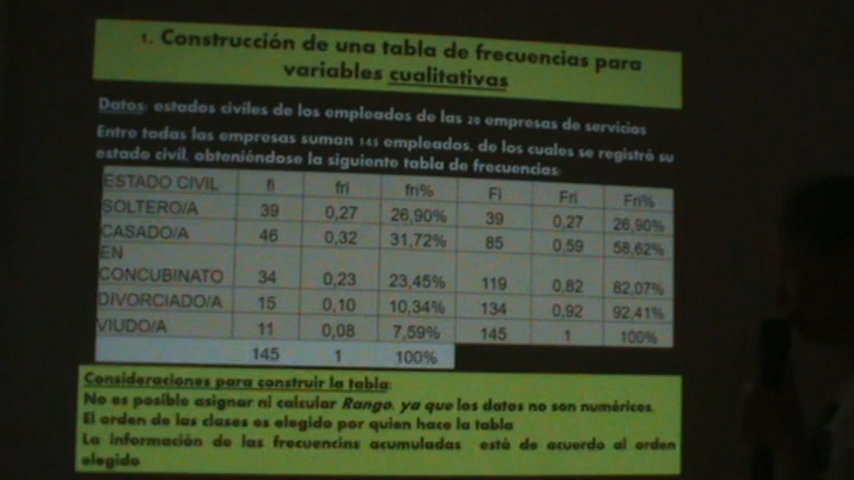 1. Construcción de una tabla de frecuencias para
variables cualitativas
Datos: estados civiles de los empleados de las 20 empresas de servicios
Entre todas las empresas suman 145 empleados, de los cuales se registró su
estado civil, obteniéndose la siguiente tabla de frecuencias:
ESTADO CIVIL fi fri fri% Fi Fri Fri%
SOLTERO/A 39 0,27 26,90% 39 0,27 26,90%
CASADO/A 46 0,32 31,72% 85 0,59 58,62%
EN
CONCUBINATO 34 0,23 23,45% 119 0,82 82,07%
DIVORCIADO/A 15 0,10 10,34% 134 0,92 92,41%
VIUDO/A 11 0,08 7,59% 145 1 100%
145 1 100%
Consideraciones para construir la tabla:
No es posible asignar ni calcular Rango, ya que los datos no son numéricos.
El orden de las clases es elegido por quien hace la tabla
La información de las frecuencins acumuladas está de acuerdo al orden
elegido